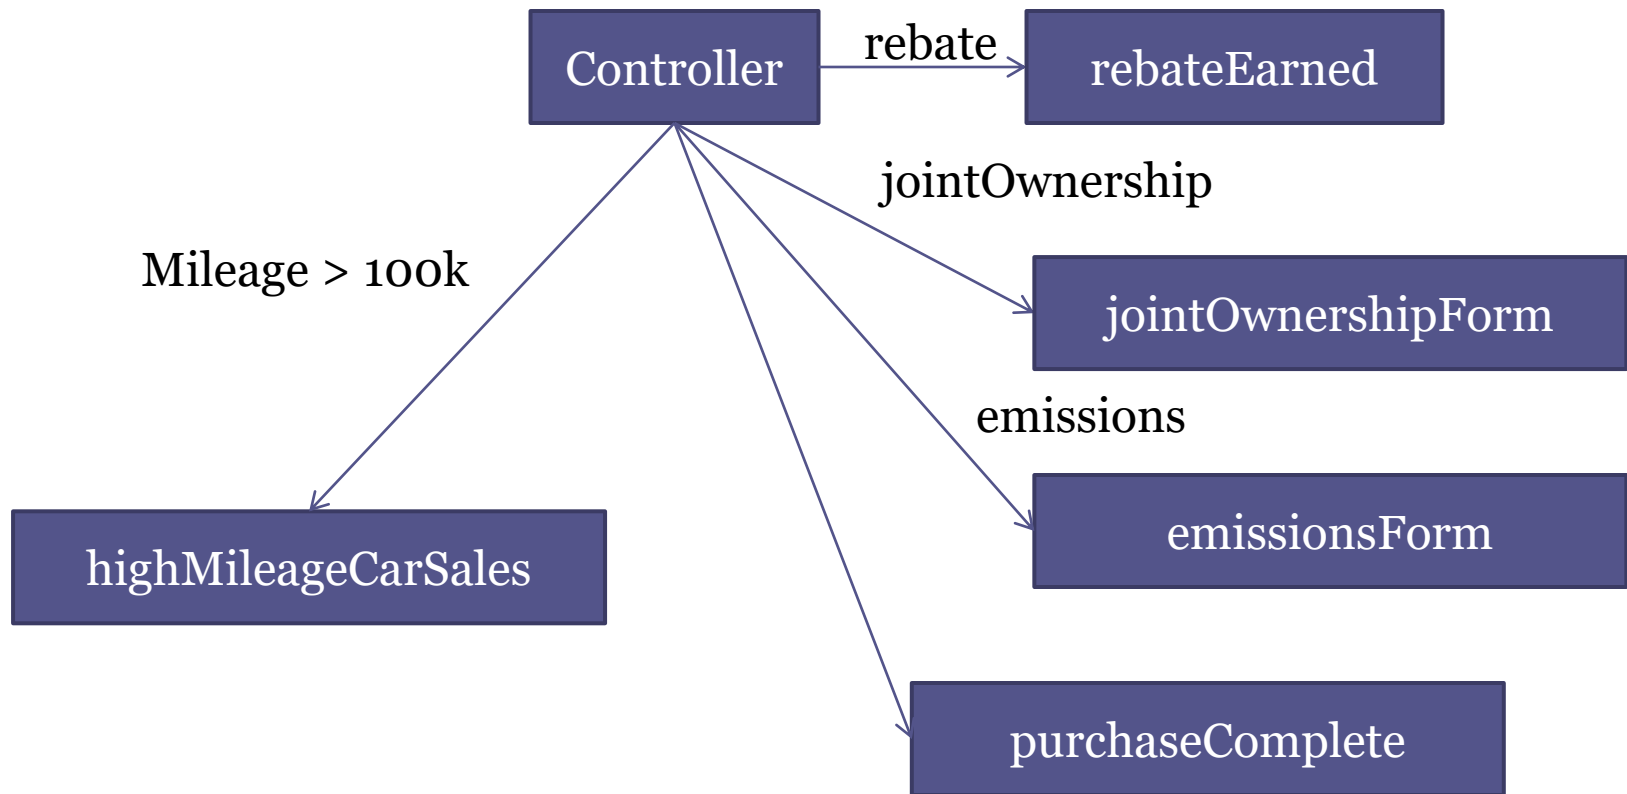 Controller
rebate
rebateEarned
jointOwnership
Mileage > 100k
jointOwnershipForm
emissions
emissionsForm
highMileageCarSales
purchaseComplete